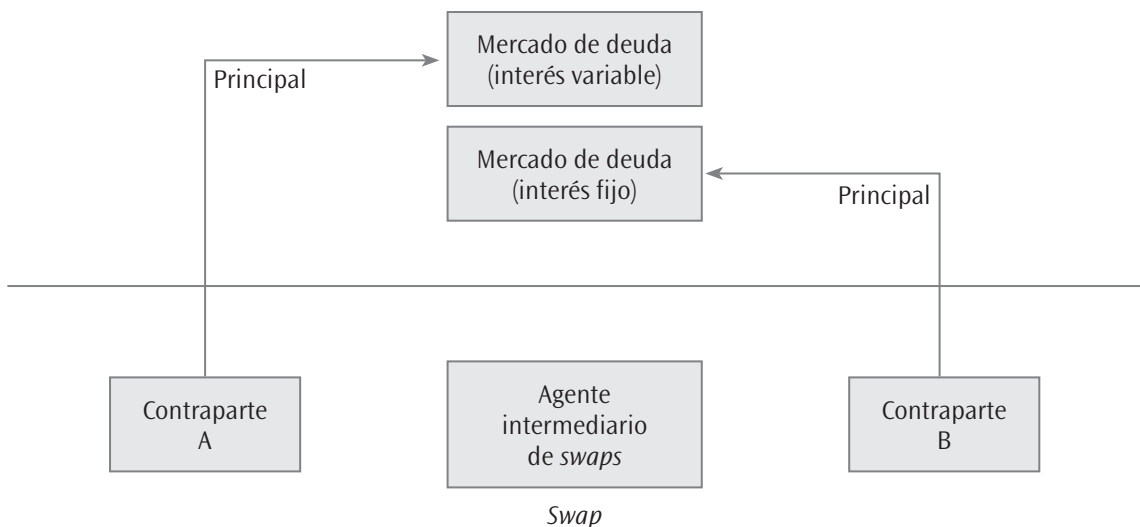 Mercado de deuda
(interés variable)
Principal
Mercado de deuda
(interés fijo)
Principal
Contraparte
A
Agente
intermediario
de swaps
Contraparte
B
Swap